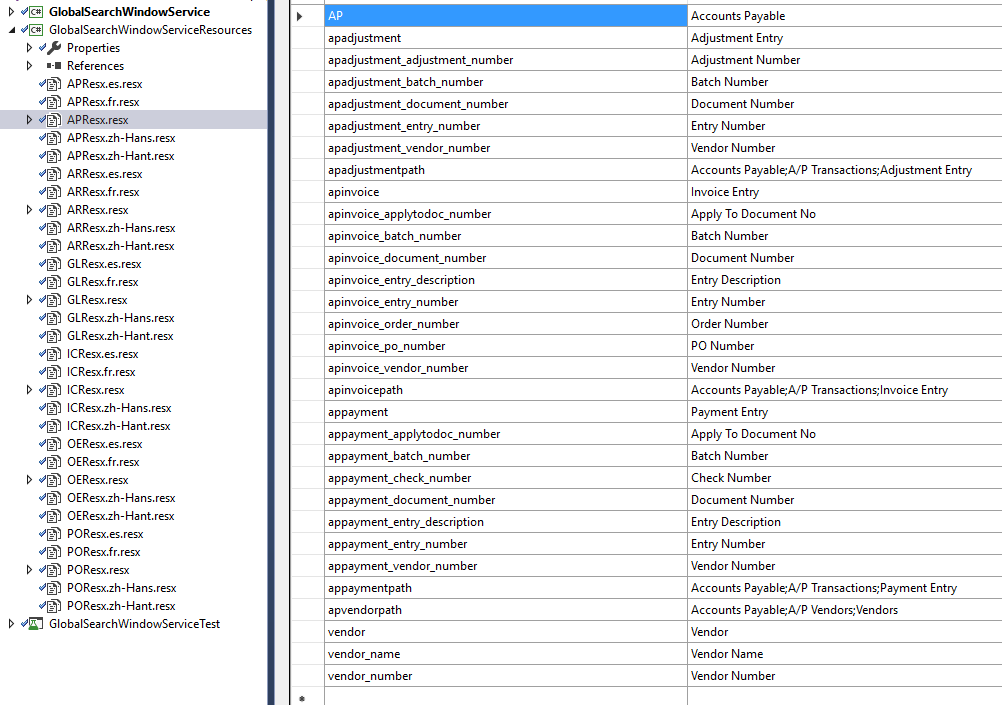 GlobalSearchWindowService
GlobalSearchWindowServiceResources
Properties
References
APResx.es.resx
APResx.fr.resx
APResx.resx
APResx.zh-Hans.resx
APResx.zh-Hant.resx
ARResx.es.resx
ARResx.fr.resx
ARResx.resx
ARResx.zh-Hans.resx
ARResx.zh-Hant.resx
GLResx.es.resx
GLResx.fr.resx
GLResx.resx
GLResx.zh-Hans.resx
GLResx.zh-Hant.resx
ICResx.es.resx
ICResx.fr.resx
ICResx.resx
ICResx.zh-Hans.resx
ICResx.zh-Hant.resx
OEResx.es.resx
OEResx.fr.resx
OEResx.resx
OEResx.zh-Hans.resx
OEResx.zh-Hant.resx
POResx.es.resx
POResx.fr.resx
POResx.resx
POResx.zh-Hans.resx
POResx.zh-Hant.resx
GlobalSearchWindowServiceTest
AP Accounts Payable
apadjustment Adjustment Entry
apadjustment_adjustment_number Adjustment Number
apadjustment_batch_number Batch Number
apadjustment_document_number Document Number
apadjustment_entry_number Entry Number
apadjustment_vendor_number Vendor Number
apadjustmentpath Accounts Payable;A/P Transactions;Adjustment Entry
apinvoice Invoice Entry
apinvoice_applytodoc_number Apply To Document No
apinvoice_batch_number Batch Number
apinvoice_document_number Document Number
apinvoice_entry_description Entry Description
apinvoice_entry_number Entry Number
apinvoice_order_number Order Number
apinvoice_po_number PO Number
apinvoice_vendor_number Vendor Number
apinvoicepath Accounts Payable;A/P Transactions;Invoice Entry
appayment Payment Entry
appayment_applytodoc_number Apply To Document No
appayment_batch_number Batch Number
appayment_check_number Check Number
appayment_document_number Document Number
appayment_entry_description Entry Description
appayment_entry_number Entry Number
appayment_vendor_number Vendor Number
appaymentpath Accounts Payable;A/P Transactions;Payment Entry
apvendorpath Accounts Payable;A/P Vendors;Vendors
vendor Vendor
vendor_name Vendor Name
vendor_number Vendor Number